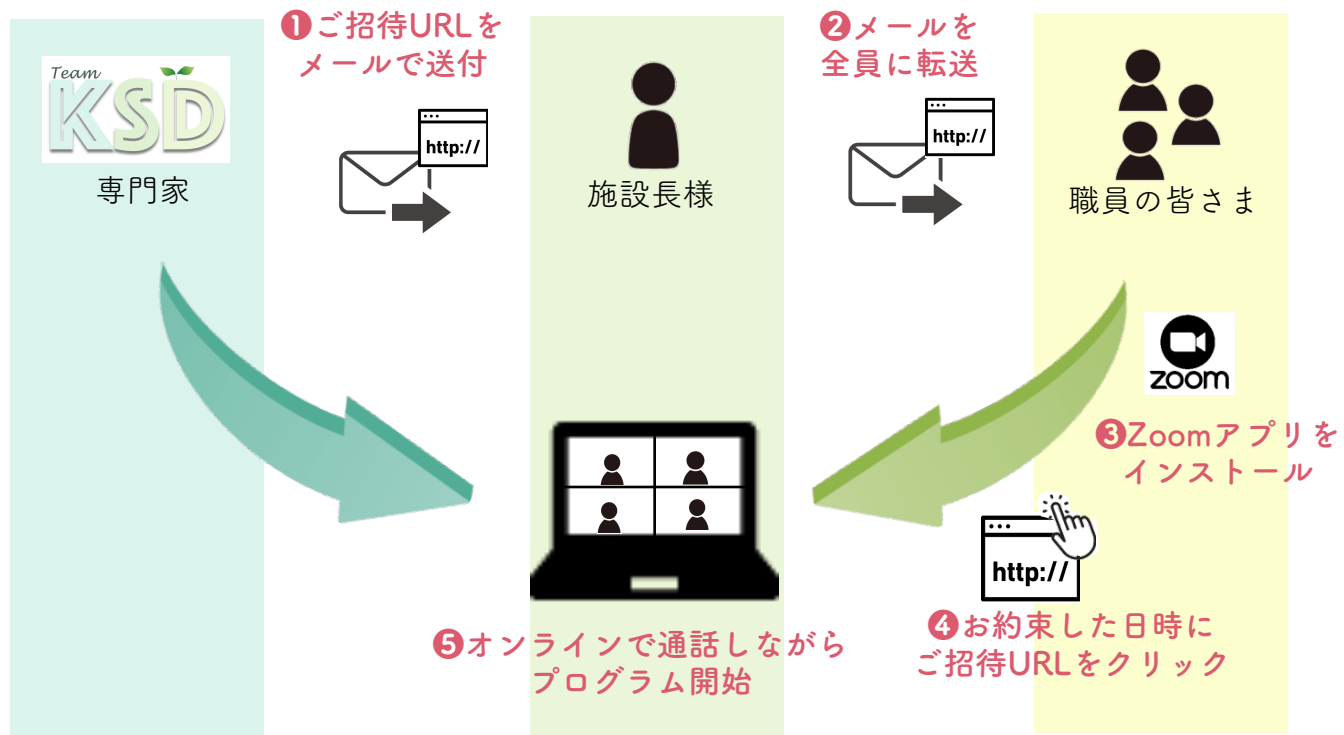 ❶ご招待URLを
メールで送付
❷メールを
全員に転送
Team
KSD
専門家
http://
施設長様
http://
職員の皆さま
zoom
❸Zoomアプリを
インストール
http://
❹お約束した日時に
ご招待URLをクリック
❺オンラインで通話しながら
プログラム開始